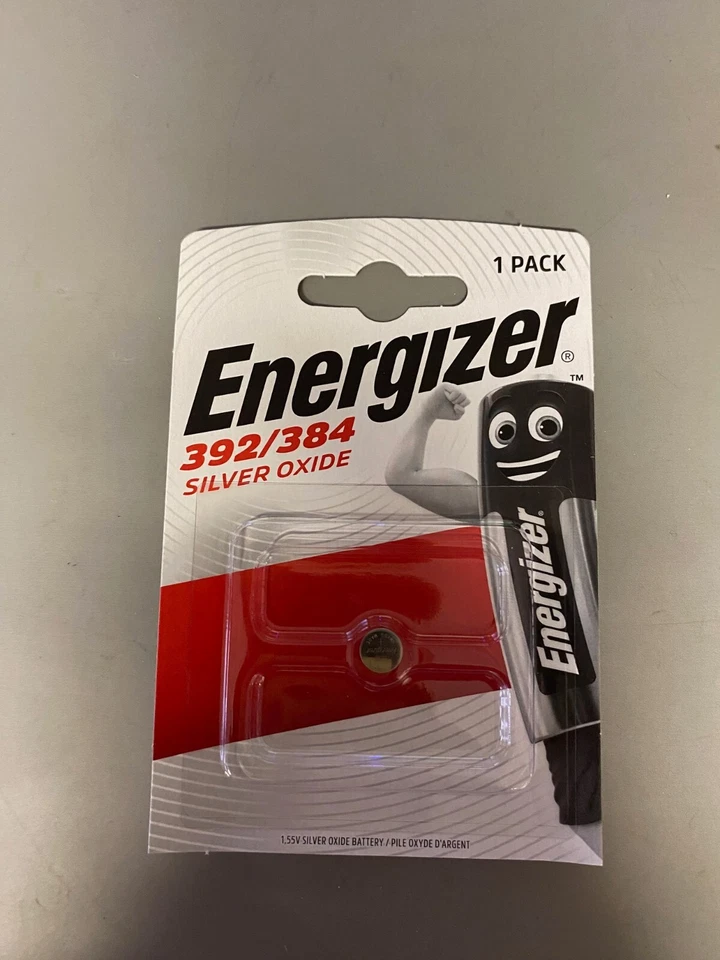 1 PACK
Energizer®
™
392/384
SILVER OXIDE
Energizer®
1.55V SILVER OXIDE BATTERY / PILE OXYDE D'ARGENT